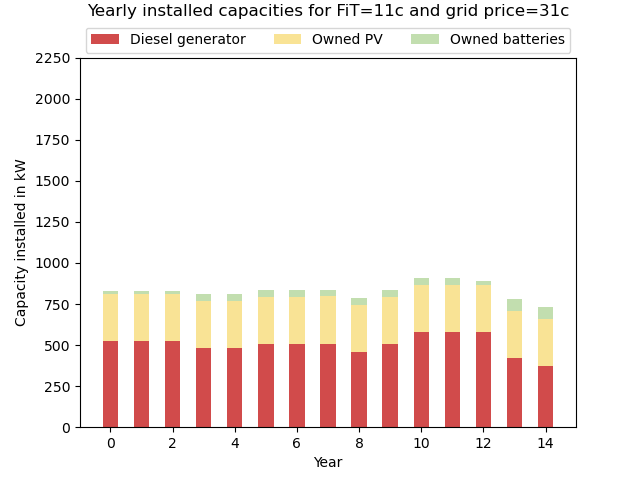 Yearly installed capacities for FiT=11c and grid price=31c
Diesel generator Owned PV Owned batteries
2250
2000
1750
1500
1250
1000
750
500
250
0
Capacity installed in kW
0 2 4 6 8 10 12 14
Year